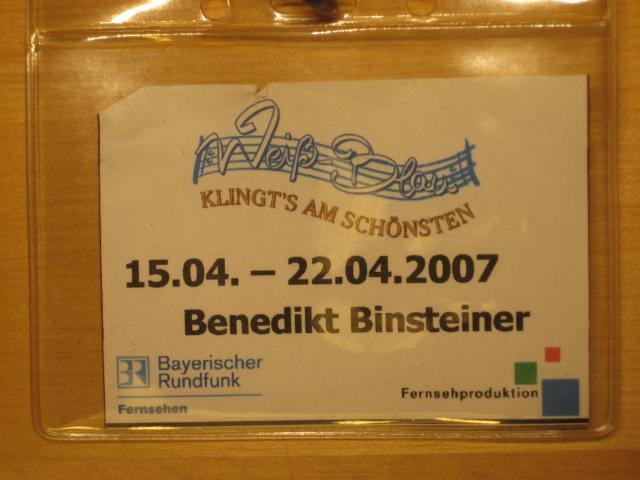 Weiß-Blau
KLINGT'S AM SCHÖNSTEN
15.04. – 22.04.2007
Benedikt Binsteiner
BR Bayerischer
Rundfunk
Fernsehen
Fernsehproduktion